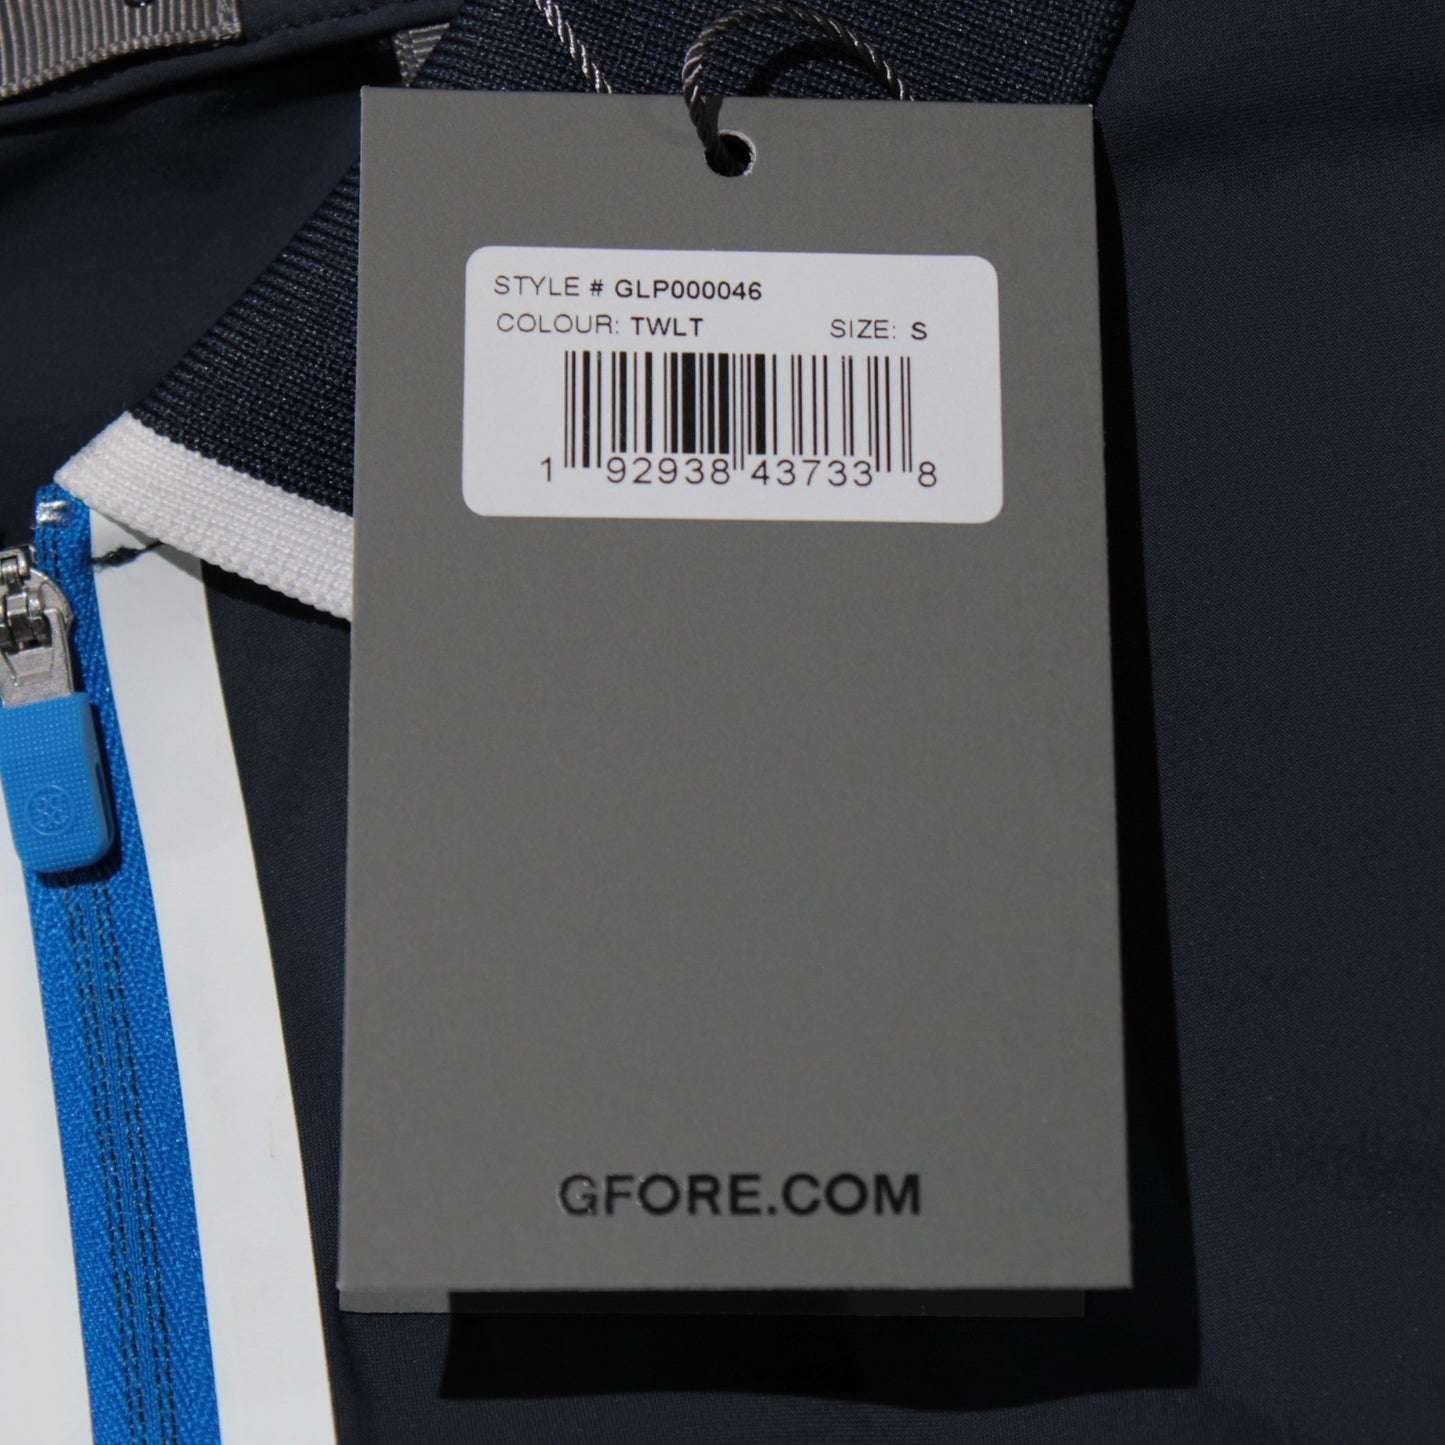 STYLE # GLP000046
COLOUR: TWLT SIZE: S
1 92938 43733 8
GFORE.COM